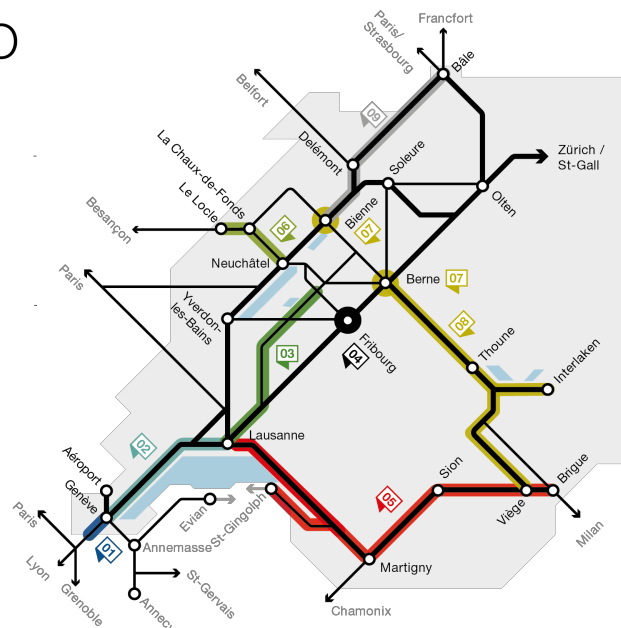 O
Francfort
Paris/
Strasbourg
Bâle
Belfort
09
Delémont
Soleure
Zürich /
St-Gall
La Chaux-de-Fonds
Le Locle
Olten
Besançon
06
Bienne
07
Neuchâtel
Berne
07
Paris
Yverdon-
les-Bains
08
Fribourg
04
03
Thoune
Interlaken
02
Lausanne
Aéroport
Genève
Sion
Brigue
05
Viège
Paris
Evian
St-Gingolph
Milan
01
Annemasse
Lyon
Grenoble
St-Gervais
Martigny
Annecy
Chamonix